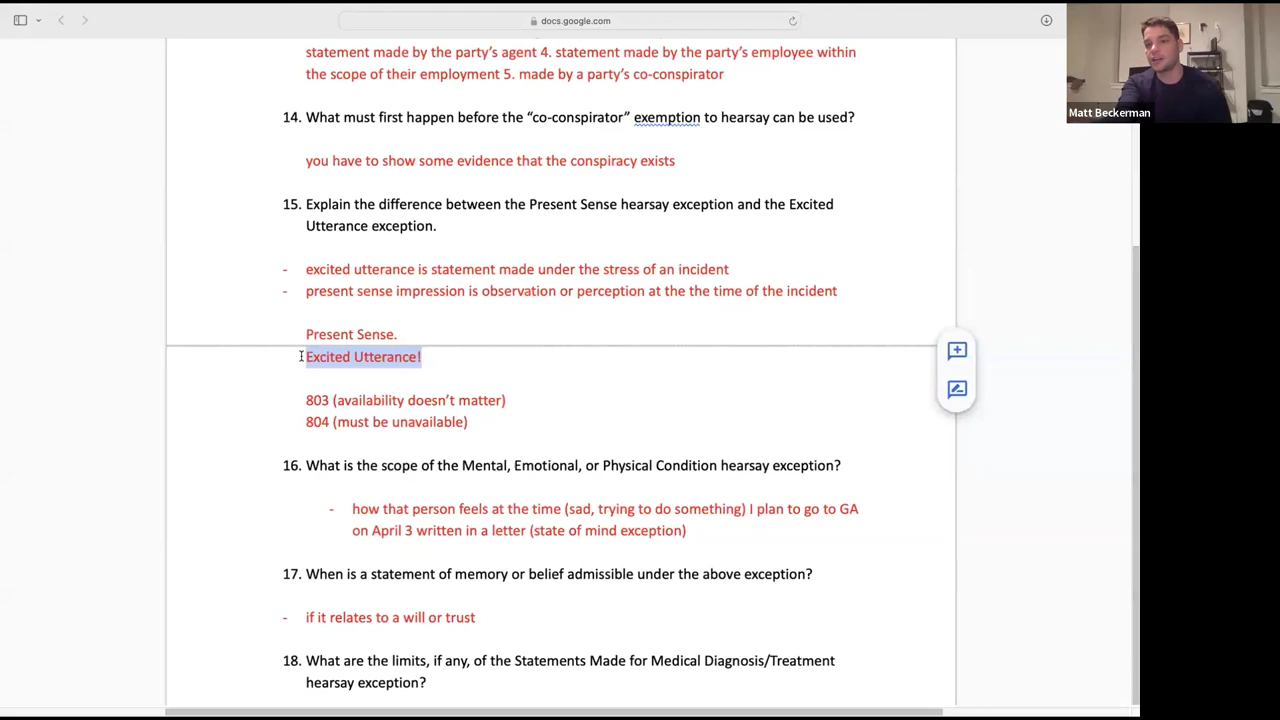 docs.google.com
Matt Beckerman
statement made by the party's agent 4. statement made by the party's employee within
the scope of their employment 5. made by a party's co-conspirator
14. What must first happen before the “co-conspirator” exemption to hearsay can be used?
you have to show some evidence that the conspiracy exists
15. Explain the difference between the Present Sense hearsay exception and the Excited
Utterance exception.
- excited utterance is statement made under the stress of an incident
- present sense impression is observation or perception at the the time of the incident
Present Sense.
Excited Utterance!
803 (availability doesn't matter)
804 (must be unavailable)
16. What is the scope of the Mental, Emotional, or Physical Condition hearsay exception?
- how that person feels at the time (sad, trying to do something) I plan to go to GA
on April 3 written in a letter (state of mind exception)
17. When is a statement of memory or belief admissible under the above exception?
- if it relates to a will or trust
18. What are the limits, if any, of the Statements Made for Medical Diagnosis/Treatment
hearsay exception?